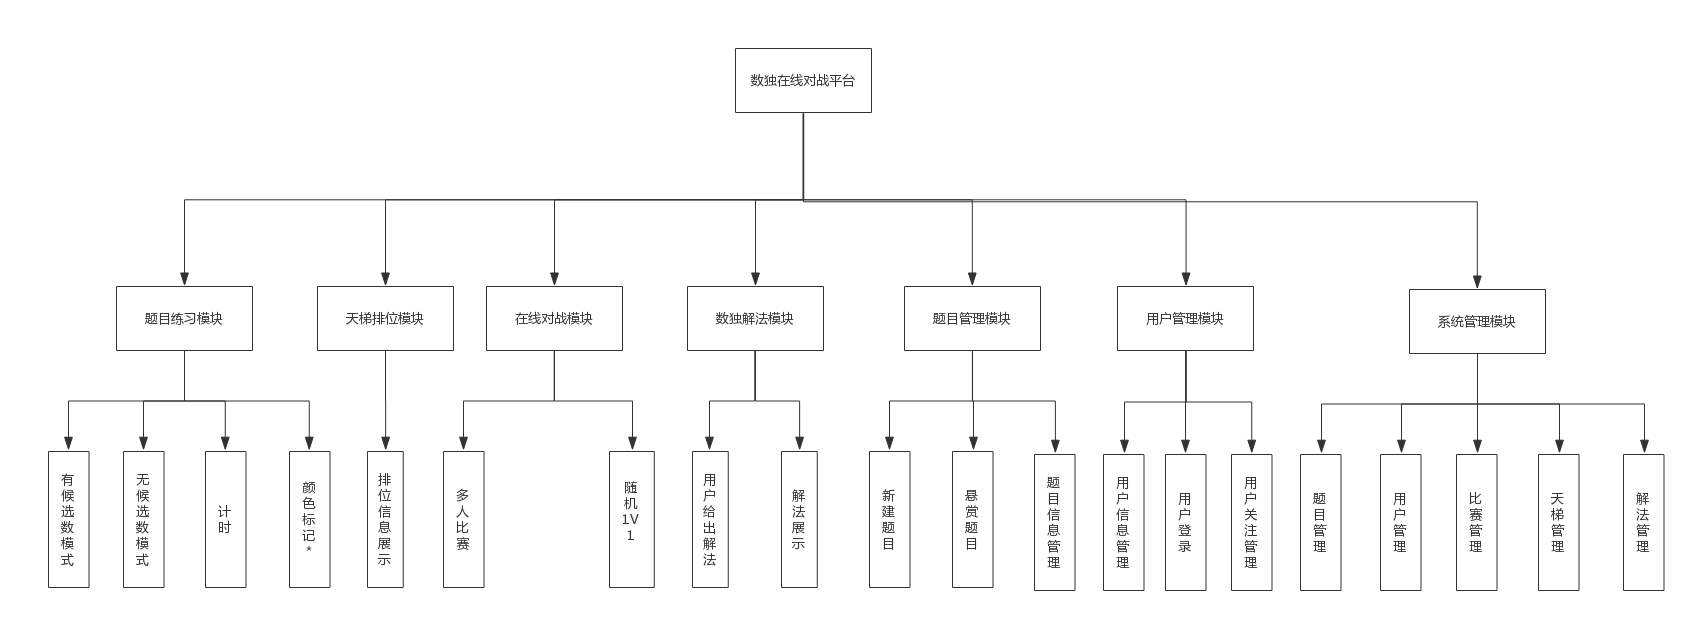 数独在线对战平台
题目练习模块
天梯排位模块
在线对战模块
数独解法模块
题目管理模块
用户管理模块
系统管理模块
有候选数模式
无候选数模式
计时
颜色标记*
排位信息展示
多人比赛
随机1V1
用户给出解法
解法展示
新建题目
悬赏题目
题目信息管理
用户信息管理
用户登录
用户关注管理
题目管理
用户管理
比赛管理
天梯管理
解法管理